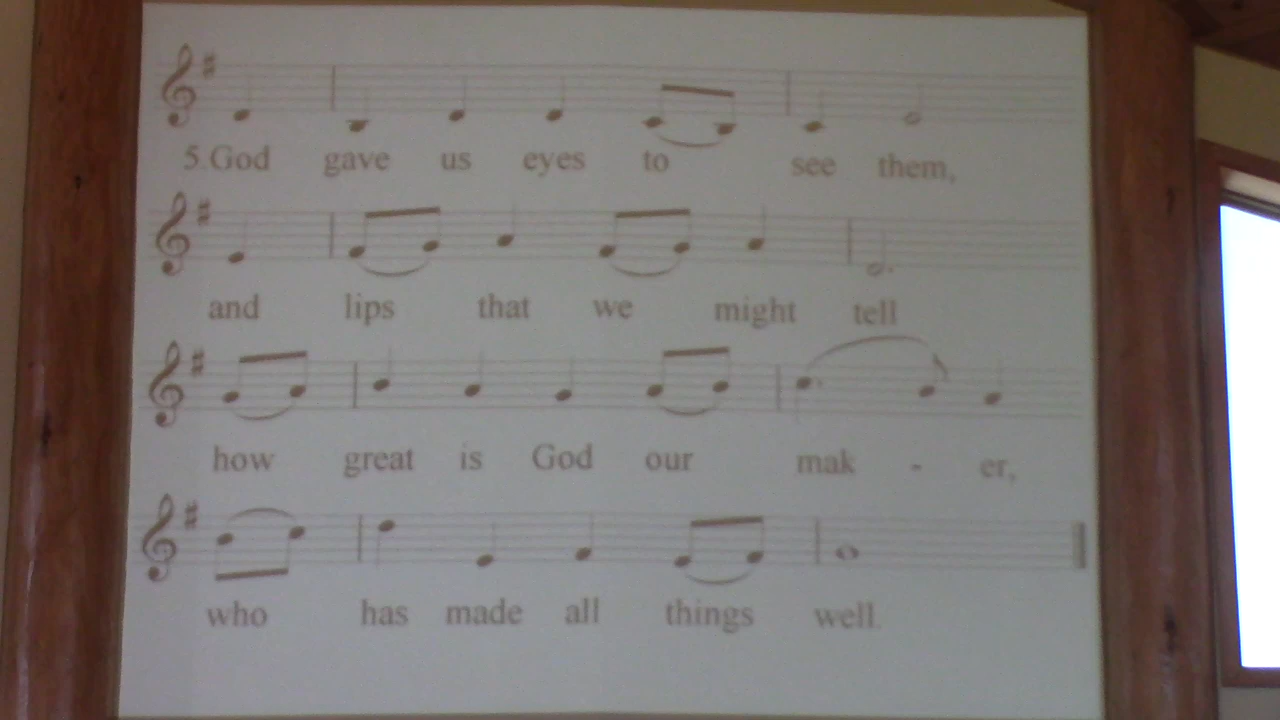 5.God gave us eyes to see them,
and lips that we might tell
how great is God our mak - er,
who has made all things well.